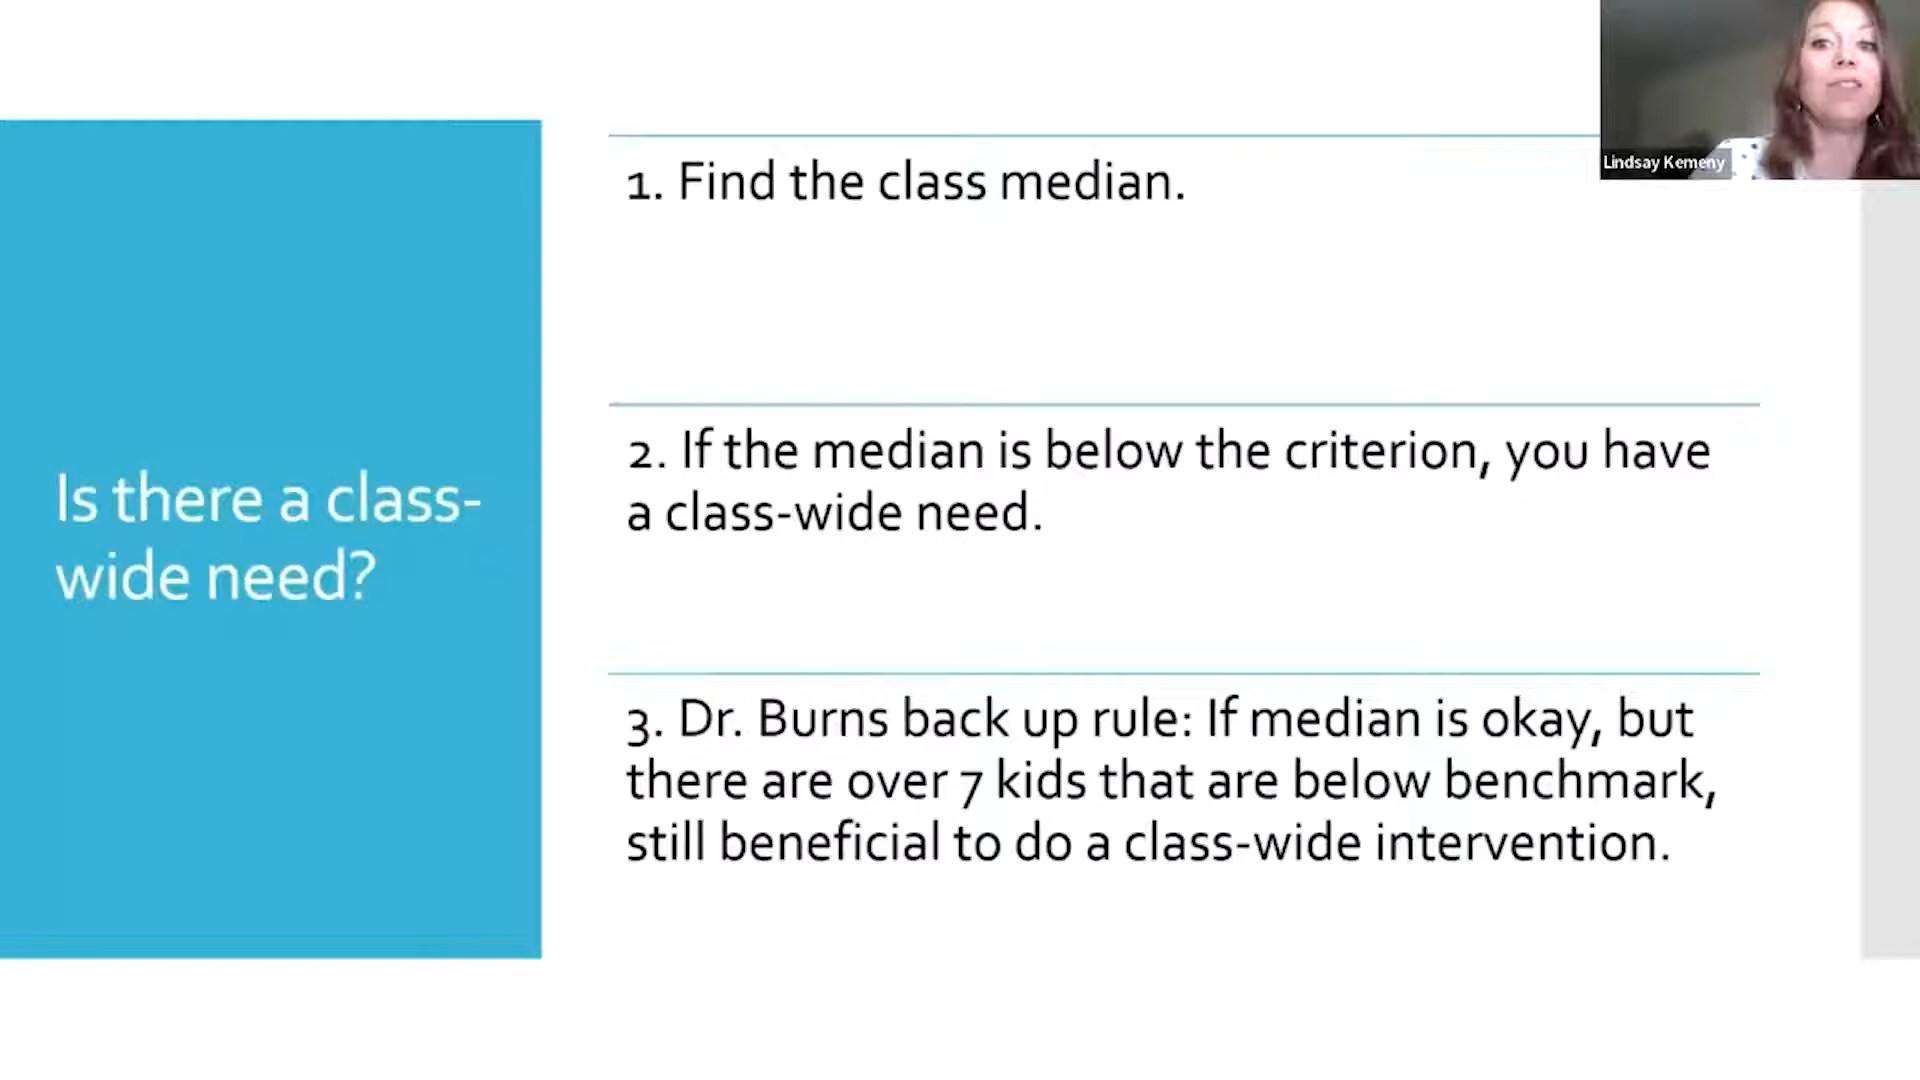 Lindsay Kemeny
Is there a class-
wide need?
1. Find the class median.
2. If the median is below the criterion, you have
a class-wide need.
3. Dr. Burns back up rule: If median is okay, but
there are over 7 kids that are below benchmark,
still beneficial to do a class-wide intervention.